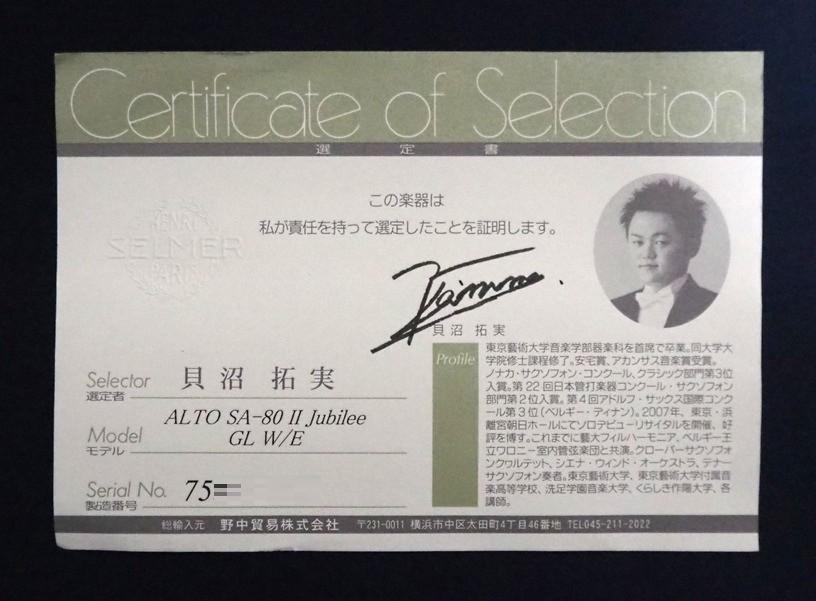 Certificate of Selection
選定書
HENRI
SELMER
PARIS
この楽器は
私が責任を持って選定したことを証明します。
貝沼 拓実
Selector
選定者
貝沼 拓実
Model
モデル
ALTO SA-80 II Jubilee
GL W/E
Serial No.
製造番号
75
Profile
東京藝術大学音楽学部器楽科を首席で卒業。同大学大
学院修士課程修了。安宅賞、アカンサス音楽賞受賞。
ノナカ・サクソフォン・コンクール、クラシック部門第3位
入賞。第22回日本管打楽器コンクール・サクソフォン
部門第2位入賞。第4回アドルフ・サックス国際コンク
ール第3位(ベルギー・ディナン)。2007年、東京・浜
離宮朝日ホールにてソロデビューリサイタルを開催、好
評を博す。これまでに藝大フィルハーモニア、ベルギー王
立ワロニー室内管弦楽団と共演。クローバーサクソフォ
ンクヮルテット、シエナ・ウィンド・オーケストラ、テナー
サクソフォン奏者。東京藝術大学、東京藝術大学付属音
楽高等学校、洗足学園音楽大学、くらしき作陽大学、各
講師。
総輸入元 野中貿易株式会社 〒231-0011 横浜市中区太田町4丁目46番地 TEL045-211-2022